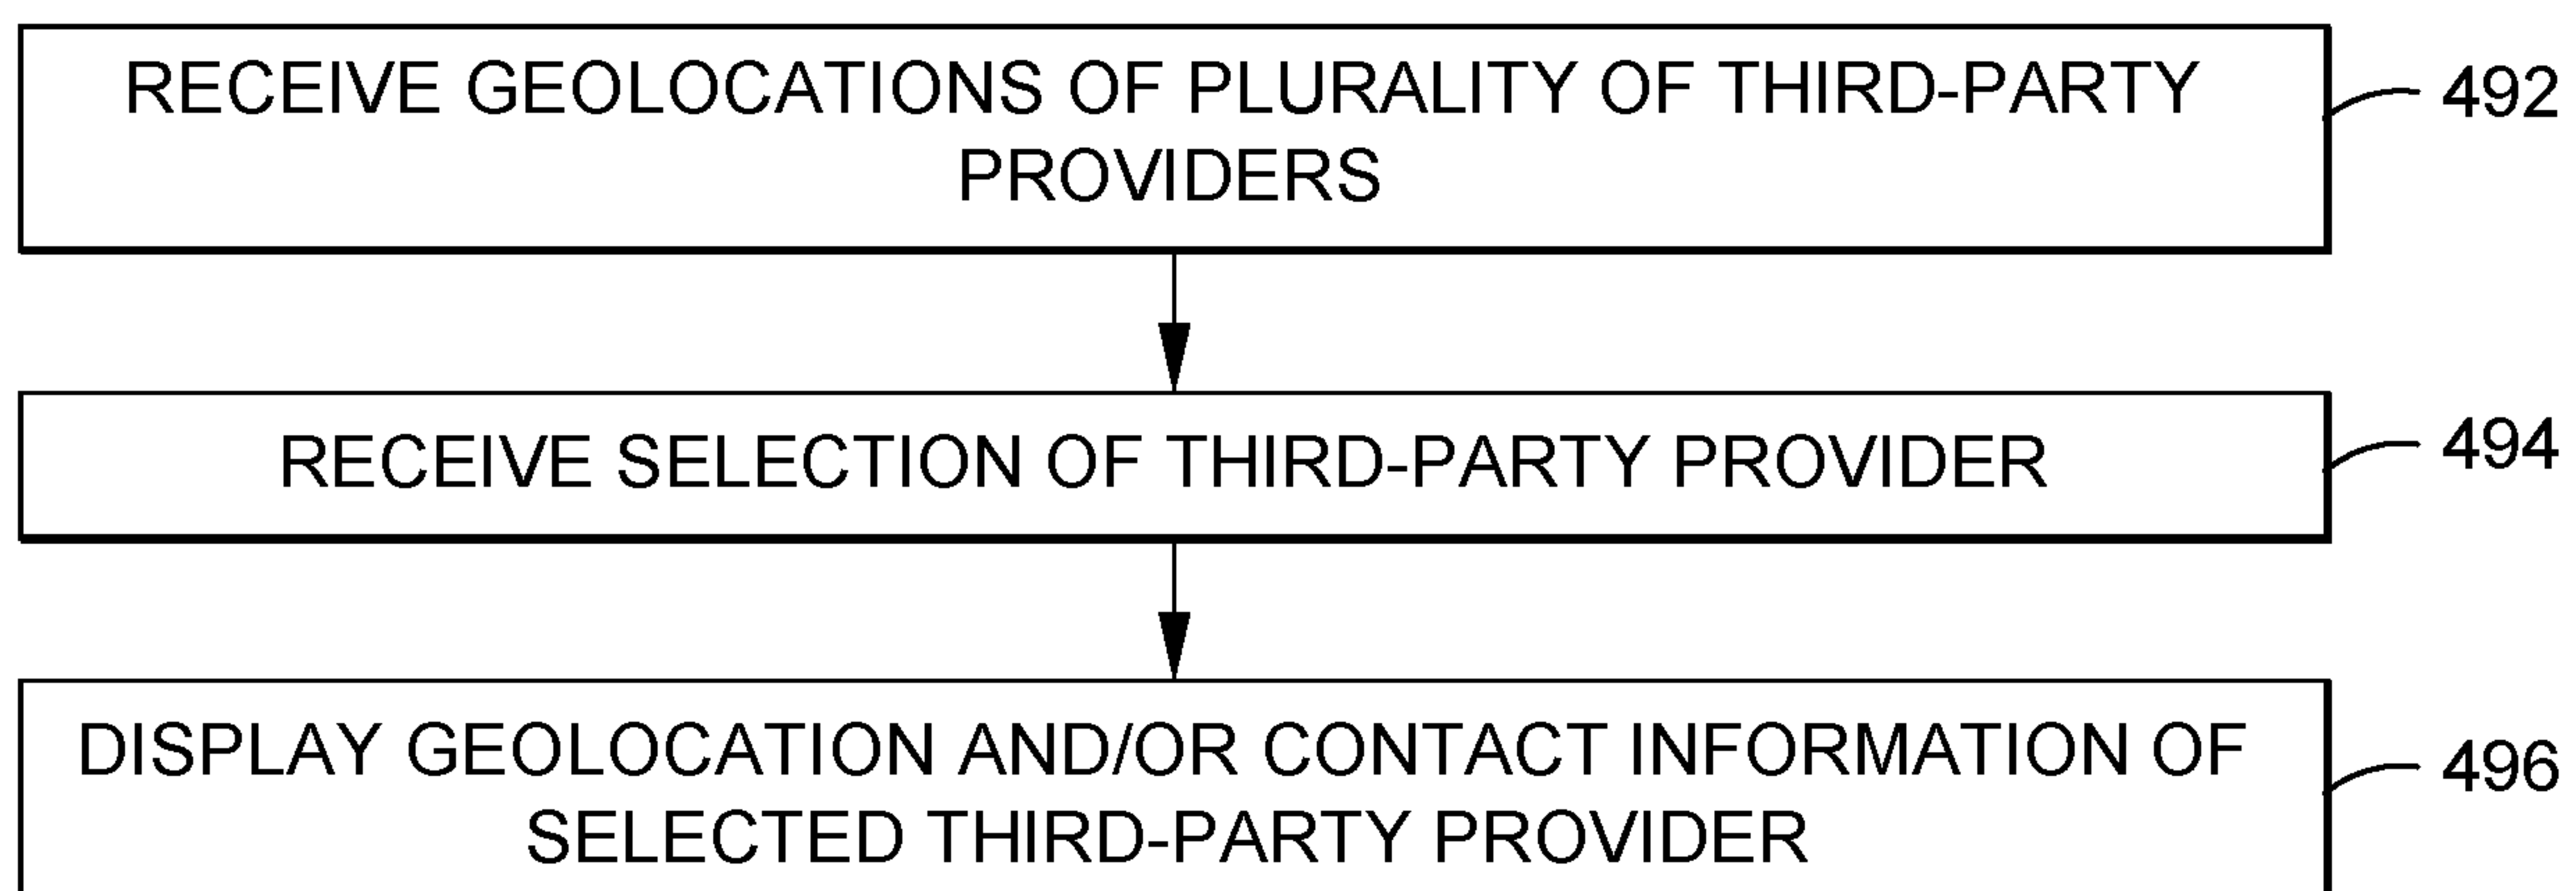 RECEIVE GEOLOCATIONS OF PLURALITY OF THIRD-PARTY
PROVIDERS
492
RECEIVE SELECTION OF THIRD-PARTY PROVIDER
494
DISPLAY GEOLOCATION AND/OR CONTACT INFORMATION OF
SELECTED THIRD-PARTY PROVIDER
496